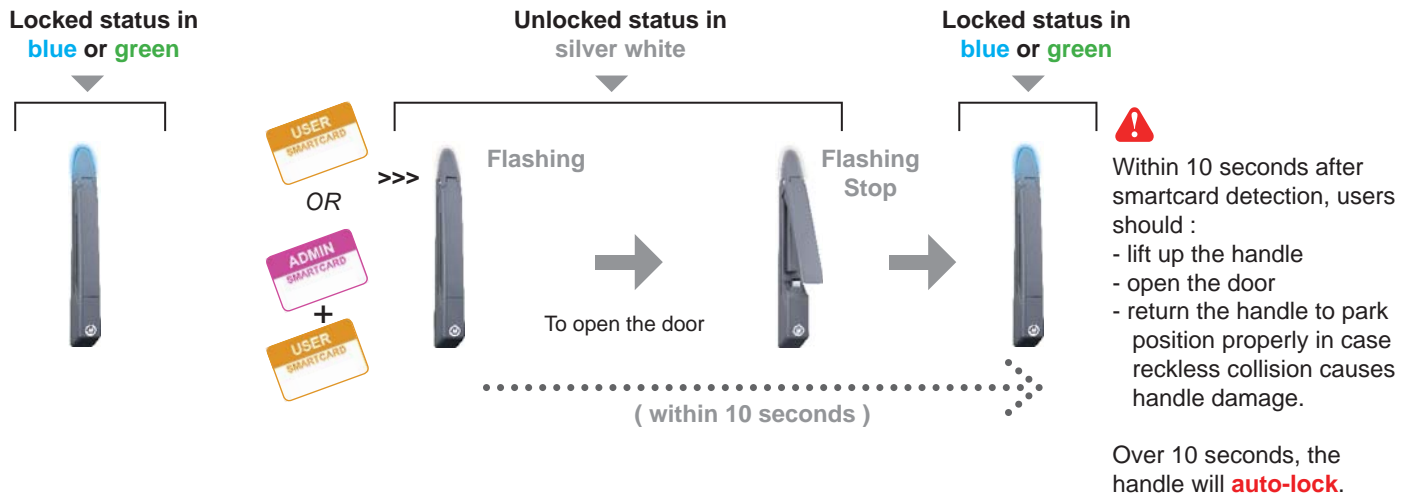 Locked status in
blue or green
Unlocked status in
silver white
Locked status in
blue or green
USER
SMARTCARD
OR
ADMIN
SMARTCARD
+
USER
SMARTCARD
>>>
Flashing
To open the door
Flashing
Stop
( within 10 seconds )
!
Within 10 seconds after
smartcard detection, users
should :
- lift up the handle
- open the door
- return the handle to park
position properly in case
reckless collision causes
handle damage.
Over 10 seconds, the
handle will auto-lock.